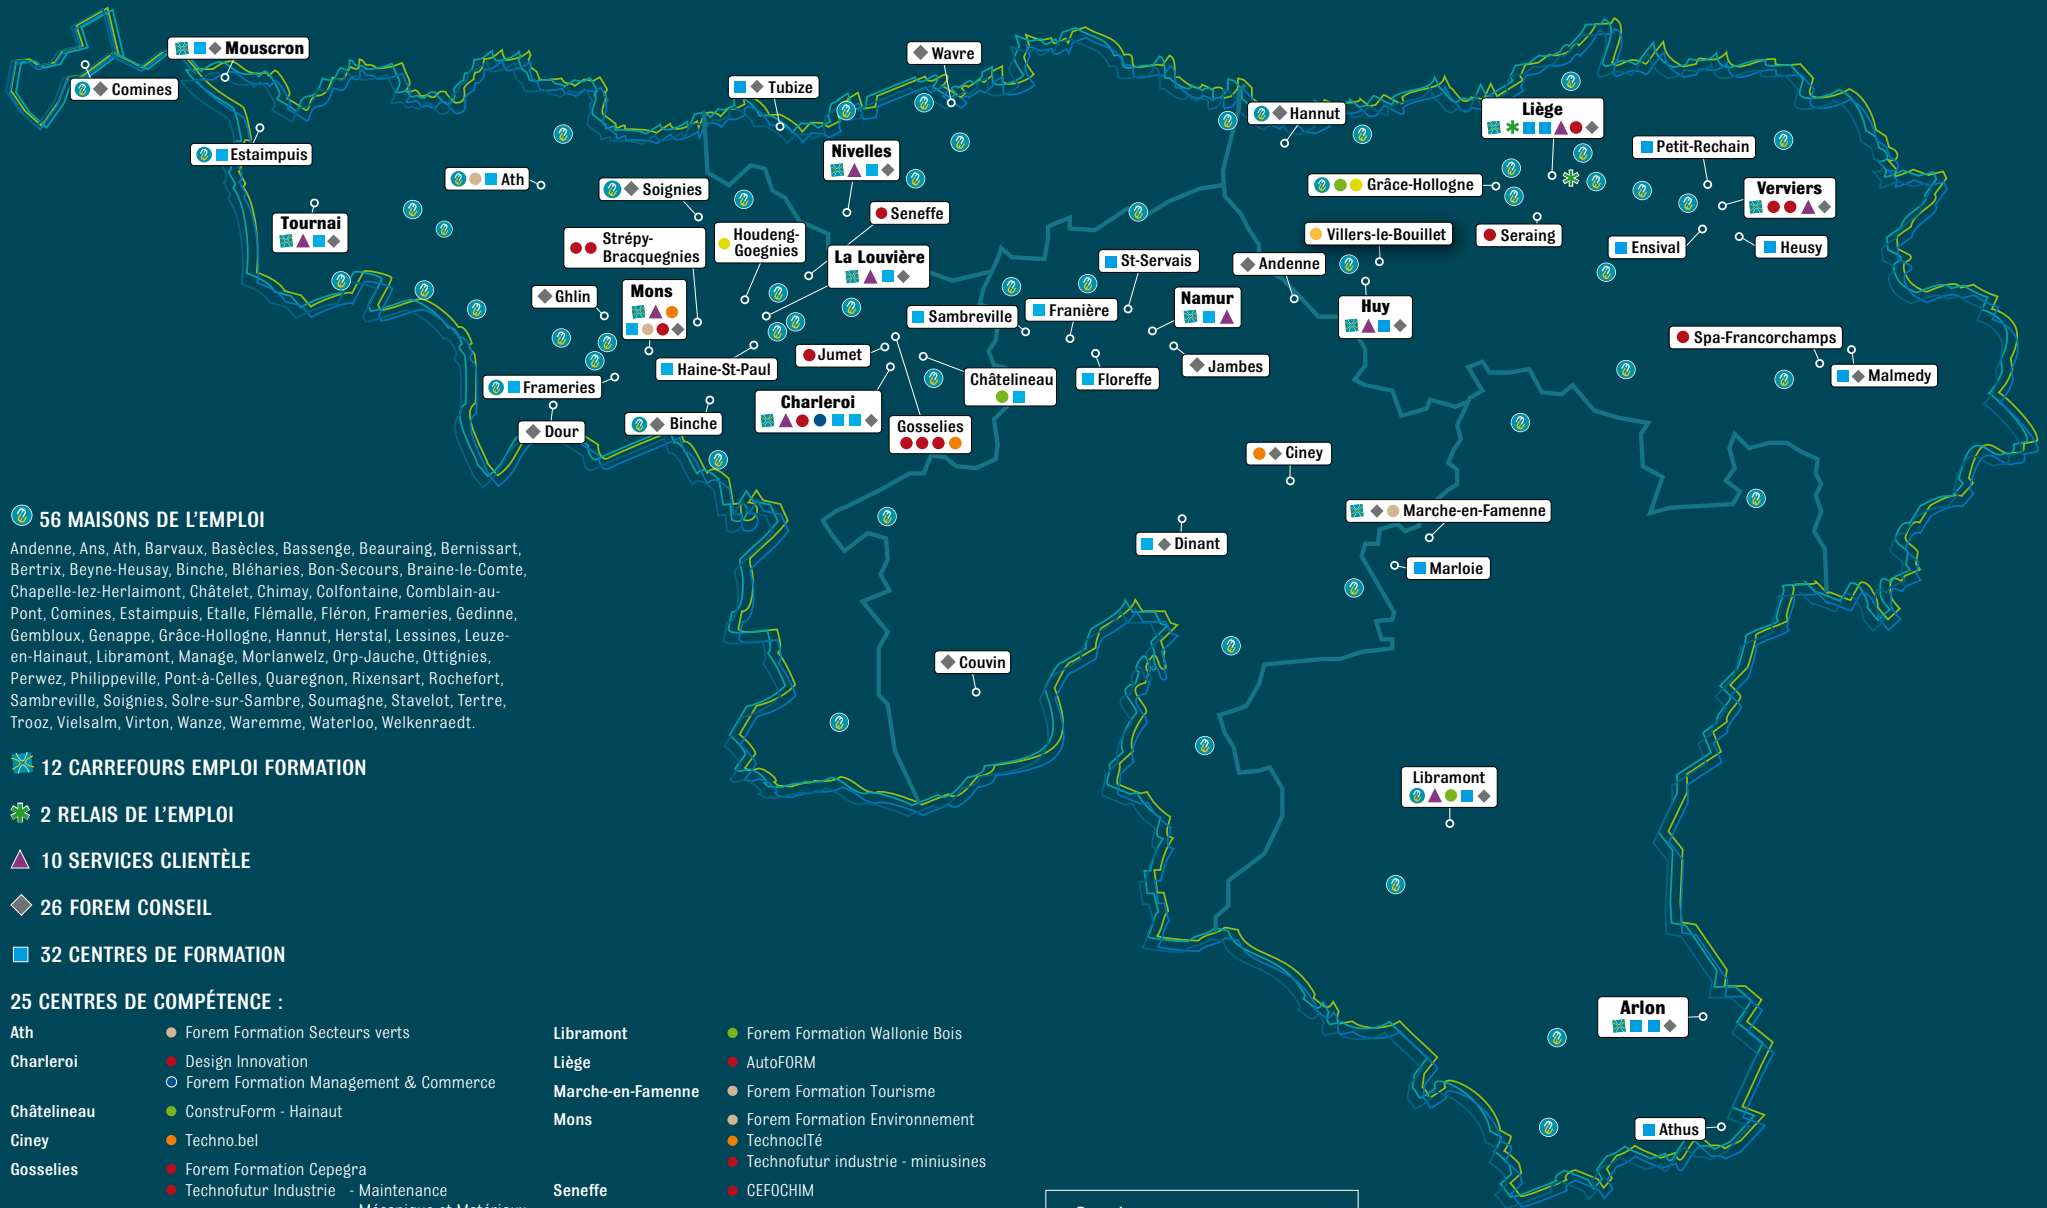 Mouscron
Comines
Estaimpuis
Tournai
Ath
Soignies
Strépy-
Bracquegnies
Houdeng-
Goegnies
Tubize
Wavre
Nivelles
Seneffe
La Louvière
Ghlin
Mons
Haine-St-Paul
Frameries
Dour
Binche
Jumet
Charleroi
Gosselies
Châtelineau
Sambreville
Franière
Floreffe
St-Servais
Namur
Jambes
Andenne
Hannut
Villers-le-Bouillet
Huy
Grâce-Hollogne
Liège
Seraing
Petit-Rechain
Verviers
Ensival
Heusy
Spa-Francorchamps
Malmedy
Ciney
Dinant
Marche-en-Famenne
Marloie
Couvin
Libramont
Arlon
Athus
56 MAISONS DE L'EMPLOI
Andenne, Ans, Ath, Barvaux, Basècles, Bassenge, Beauraing, Bernissart,
Bertrix, Beyne-Heusay, Binche, Bléharies, Bon-Secours, Braine-le-Comte,
Chapelle-lez-Herlaimont, Châtelet, Chimay, Colfontaine, Comblain-au-
Pont, Comines, Estaimpuis, Etalle, Flémalle, Fléron, Frameries, Gedinne,
Gembloux, Genappe, Grâce-Hollogne, Hannut, Herstal, Lessines, Leuze-
en-Hainaut, Libramont, Manage, Morlanwelz, Orp-Jauche, Ottignies,
Perwez, Philippeville, Pont-à-Celles, Quaregnon, Rixensart, Rochefort,
Sambreville, Soignies, Solre-sur-Sambre, Soumagne, Stavelot, Tertre,
Trooz, Vielsalm, Virton, Wanze, Waremme, Waterloo, Welkenraedt.
12 CARREFOURS EMPLOI FORMATION
2 RELAIS DE L'EMPLOI
10 SERVICES CLIENTÈLE
26 FOREM CONSEIL
32 CENTRES DE FORMATION
25 CENTRES DE COMPÉTENCE :
Ath Forem Formation Secteurs verts
Charleroi Design Innovation
Forem Formation Management & Commerce
Châtelineau ConstruForm - Hainaut
Ciney Techno.bel
Gosselies Forem Formation Cepegra
Technofutur Industrie - Maintenance
Mécanique et Matériaux
Libramont Forem Formation Wallonie Bois
Liège AutoFORM
Marche-en-Famenne Forem Formation Tourisme
Mons Forem Formation Environnement
TechnocITé
Technofutur industrie - miniusines
Seneffe CEFOCHIM